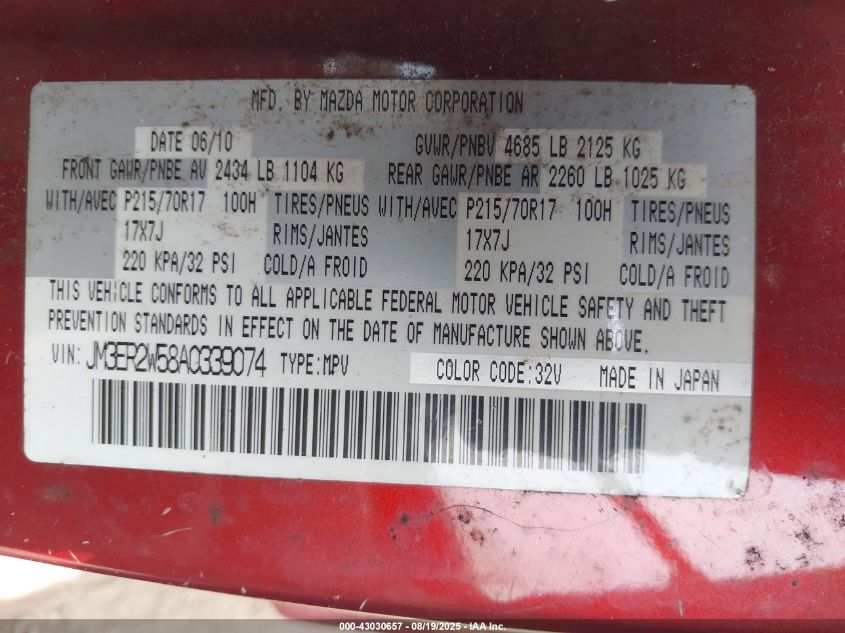 MFD. BY MAZDA MOTOR CORPORATION
DATE 06/10 GVWR/PNBV 4685 LB 2125 KG
FRONT GAWR/PNBE AV 2434 LB 1104 KG REAR GAWR/PNBE AR 2260 LB 1025 KG
WITH/AVEC P215/70R17 100H TIRES/PNEUS WITH/AVEC P215/70R17 100H TIRES/PNEUS
17X7J RIMS/JANTES 17X7J RIMS/JANTES
220 KPA/32 PSI COLD/A FROID 220 KPA/32 PSI COLD/A FROID
THIS VEHICLE CONFORMS TO ALL APPLICABLE FEDERAL MOTOR VEHICLE SAFETY AND THEFT
PREVENTION STANDARDS IN EFFECT ON THE DATE OF MANUFACTURE SHOWN ABOVE.
VIN: JM3ER2W58A0339074 TYPE:MPV COLOR CODE:32V MADE IN JAPAN
000-43030657 - 08/19/2025 - IAA Inc.